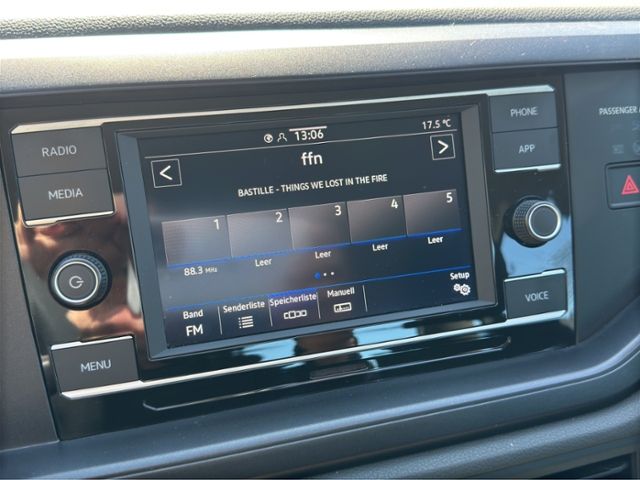 RADIO
MEDIA
MENU
13:06
17.5 °C
<
ffn
>
BASTILLE - THINGS WE LOST IN THE FIRE
1 2 3 4 5
88.3 MHz Leer Leer Leer Leer
Band Senderliste Speicherliste Manuell Setup
FM
PHONE
APP
VOICE
PASSENGER